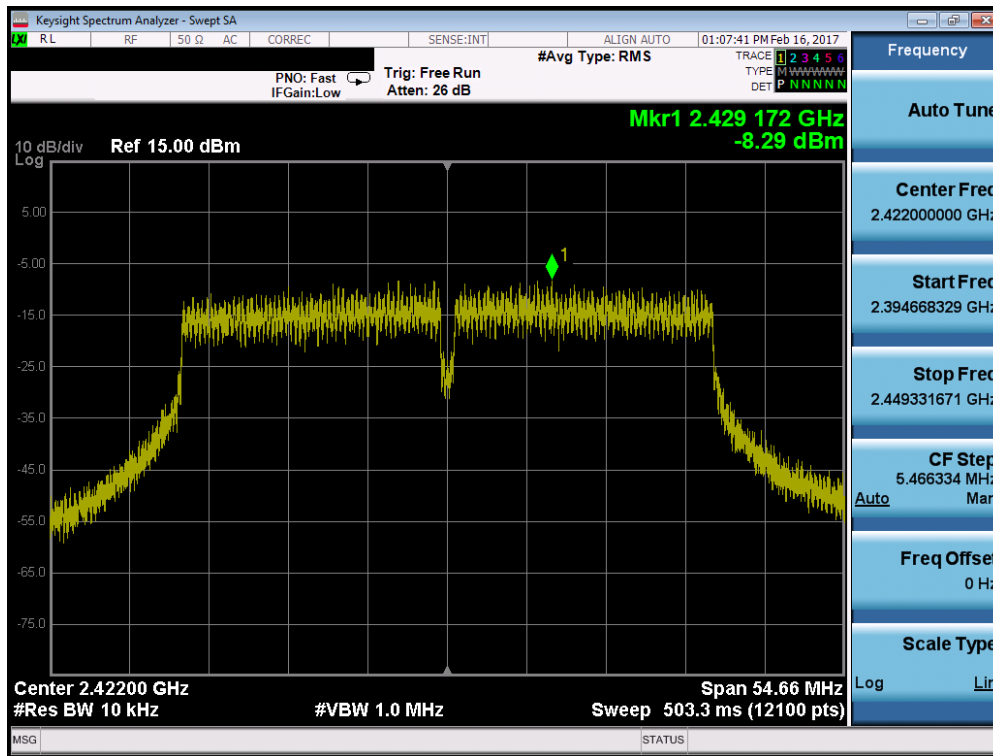 Keysight Spectrum Analyzer - Swept SA
LXI RL RF 50 Ω AC CORREC SENSE:INT ALIGN AUTO 01:07:41 PM Feb 16, 2017
#Avg Type: RMS
TRACE 1 2 3 4 5 6
TYPE M W W W W W
DET P N N N N N
PNO: Fast Trig: Free Run
IFGain:Low Atten: 26 dB
Mkr1 2.429 172 GHz
-8.29 dBm
10 dB/div Ref 15.00 dBm
Log
5.00
-5.00
1
-15.0
-25.0
-35.0
-45.0
-55.0
-65.0
-75.0
Center 2.42200 GHz Span 54.66 MHz
#Res BW 10 kHz #VBW 1.0 MHz Sweep 503.3 ms (12100 pts)
MSG STATUS
Frequency
Auto Tune
Center Freq
2.422000000 GHz
Start Freq
2.394668329 GHz
Stop Freq
2.449331671 GHz
CF Step
5.466334 MHz
Auto Man
Freq Offset
0 Hz
Scale Type
Log Lin